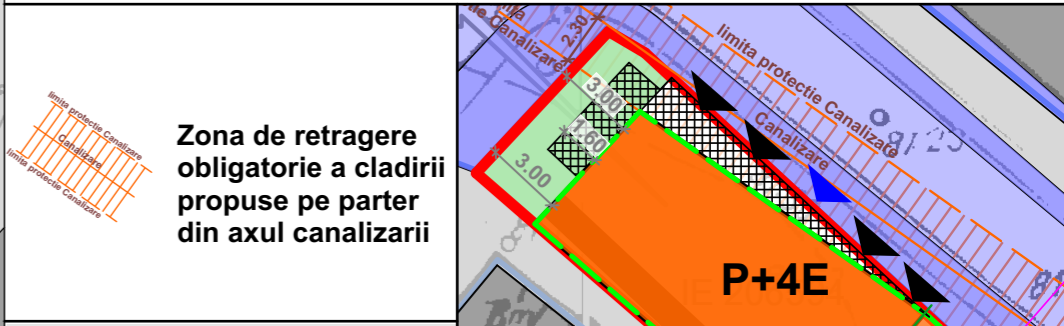 limita protectie Canalizare
Canalizare
limita protectie Canalizare
Zona de retragere
obligatorie a cladirii
propuse pe parter
din axul canalizarii
2.30
limita protectie Canalizare
Canalizare
Canalizare
3.00
1.60
3.00
P+4E